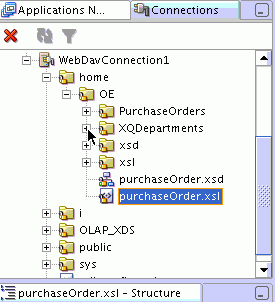 Applications N...
Connections
WebDavConnection1
home
OE
PurchaseOrders
XQDepartments
xsd
xsl
purchaseOrder.xsd
purchaseOrder.xsl
i
OLAP_XDS
public
sys
purchaseOrder.xsl - Structure